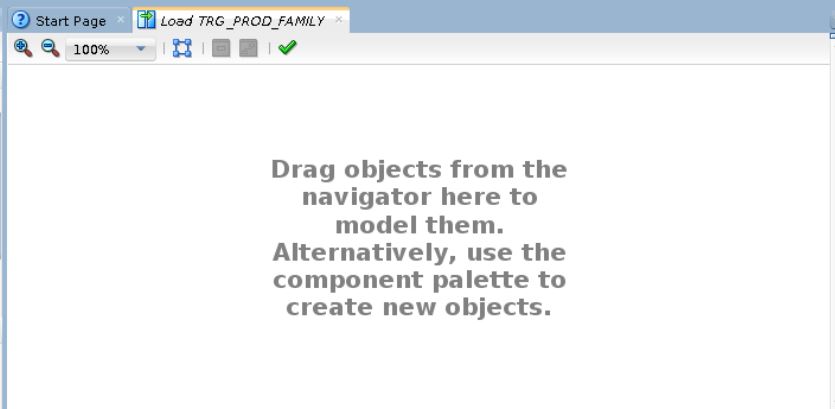 Start Page
Load TRG_PROD_FAMILY
100%
Drag objects from the
navigator here to
model them.
Alternatively, use the
component palette to
create new objects.